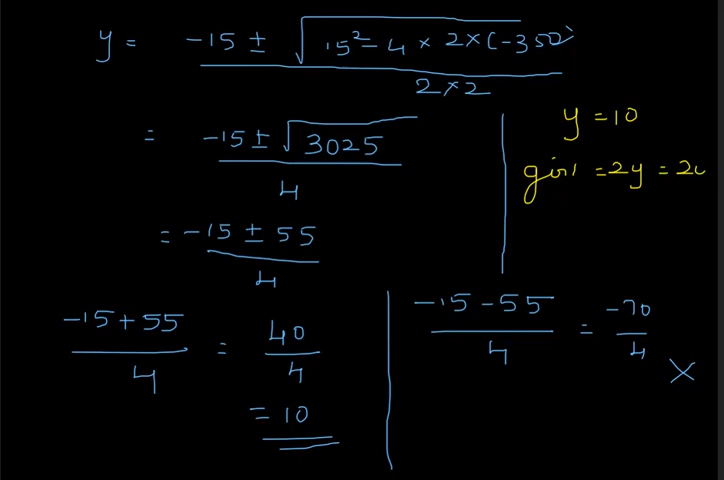 y = -15 ± √15² - 4 × 2 × (-350)
2 × 2
= -15 ± √3025
4
y = 10
girl = 2y = 20
= -15 ± 55
4
-15 + 55
4
= 40
4
= 10
-15 - 55
4
= -70
4
×